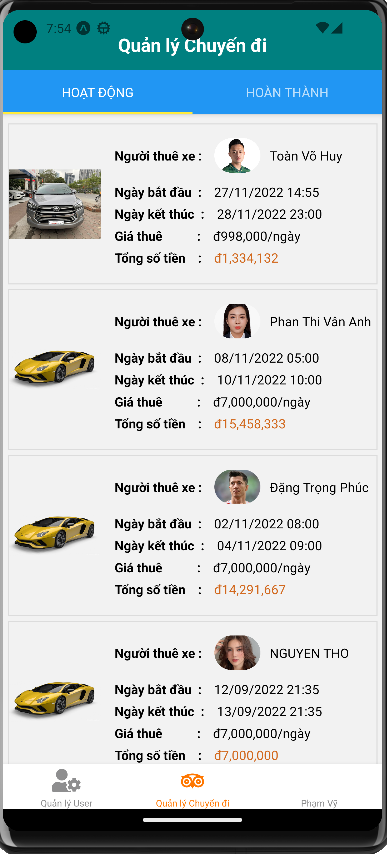 7:54
Quản lý Chuyến đi
HOẠT ĐỘNG HOÀN THÀNH
Người thuê xe : Toàn Võ Huy
Ngày bắt đầu : 27/11/2022 14:55
Ngày kết thúc : 28/11/2022 23:00
Giá thuê : đ998,000/ngày
Tổng số tiền : đ1,334,132
Người thuê xe : Phan Thi Vân Anh
Ngày bắt đầu : 08/11/2022 05:00
Ngày kết thúc : 10/11/2022 10:00
Giá thuê : đ7,000,000/ngày
Tổng số tiền : đ15,458,333
Người thuê xe : Đặng Trọng Phúc
Ngày bắt đầu : 02/11/2022 08:00
Ngày kết thúc : 04/11/2022 09:00
Giá thuê : đ7,000,000/ngày
Tổng số tiền : đ14,291,667
Người thuê xe : NGUYEN THO
Ngày bắt đầu : 12/09/2022 21:35
Ngày kết thúc : 13/09/2022 21:35
Giá thuê : đ7,000,000/ngày
Tổng số tiền : đ7,000,000
Quản lý User Quản lý Chuyến đi Phạm Vỹ